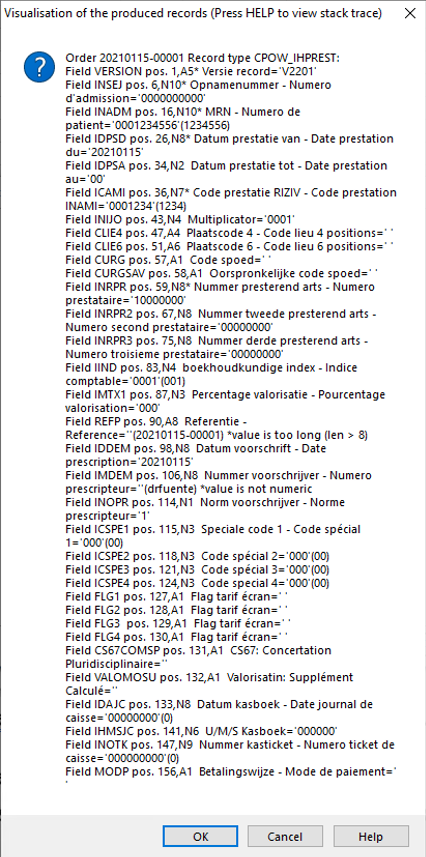 Visualisation of the produced records (Press HELP to view stack trace)
Order 20210115-00001 Record type CPOW_IHPREST:
Field VERSION pos. 1,A5* Versie record='V2201'
Field INSEJ pos. 6,N10* Opnamenummer - Numero
d'admission='0000000000'
Field INADM pos. 16,N10* MRN - Numero de
patient='0001234556'(1234556)
Field IDPSD pos. 26,N8* Datum prestatie van - Date prestation
du='20210115'
Field IDPSA pos. 34,N2  Datum prestatie tot - Date prestation
au='00'
Field ICAMI pos. 36,N7* Code prestatie RIZIV - Code prestation
INAMI='0001234'(1234)
Field INIJO pos. 43,N4  Multiplicator='0001'
Field CLIE4 pos. 47,A4  Plaatscode 4 - Code lieu 4 positions=' '
Field CLIE6 pos. 51,A6  Plaatscode 6 - Code lieu 6 positions=' '
Field CURG pos. 57,A1  Code spoed=' '
Field CURGSAV pos. 58,A1  Oorspronkelijke code spoed=' '
Field INRPR pos. 59,N8* Nummer presterend arts - Numero
prestataire='10000000'
Field INRPR2 pos. 67,N8  Nummer tweede presterend arts -
Numero second prestataire='00000000'
Field INRPR3 pos. 75,N8  Nummer derde presterend arts -
Numero troisieme prestataire='00000000'
Field IIND pos. 83,N4  boekhoudkundige index - Indice
comptable='0001'(001)
Field IMTX1 pos. 87,N3  Percentage valorisatie - Pourcentage
valorisation='000'
Field REFP pos. 90,A8  Referentie -
Reference=''(20210115-00001) *value is too long (len > 8)
Field IDDEM pos. 98,N8  Datum voorschrift - Date
prescription='20210115'
Field IMDEM pos. 106,N8  Nummer voorschrijver - Numero
prescripteur=''(drfuente) *value is not numeric
Field INOPR pos. 114,N1  Norm voorschrijver - Norme
prescripteur='1'
Field ICSPE1 pos. 115,N3  Speciale code 1 - Code spécial
1='000'(00)
Field ICSPE2 pos. 118,N3  Code spécial 2='000'(00)
Field ICSPE3 pos. 121,N3  Code spécial 3='000'(00)
Field ICSPE4 pos. 124,N3  Code special 4='000'(00)
Field FLG1 pos. 127,A1  Flag tarif écran=' '
Field FLG2 pos. 128,A1  Flag tarif écran=' '
Field FLG3  pos. 129,A1  Flag tarif écran=' '
Field FLG4 pos. 130,A1  Flag tarif écran=' '
Field CS67COMSP pos. 131,A1  CS67: Concertation
Pluridisciplinaire=''
Field VALOMOSU pos. 132,A1  Valorisatin: Supplément
Calculé=''
Field IDAJC pos. 133,N8  Datum kasboek - Date journal de
caisse='00000000'(0)
Field IHMSJC pos. 141,N6  U/M/S Kasboek='000000'
Field INOTK pos. 147,N9  Nummer kasticket - Numero ticket de
caisse='000000000'(0)
Field MODP pos. 156,A1  Betalingswijze - Mode de paiement='
'
OK
Cancel
Help